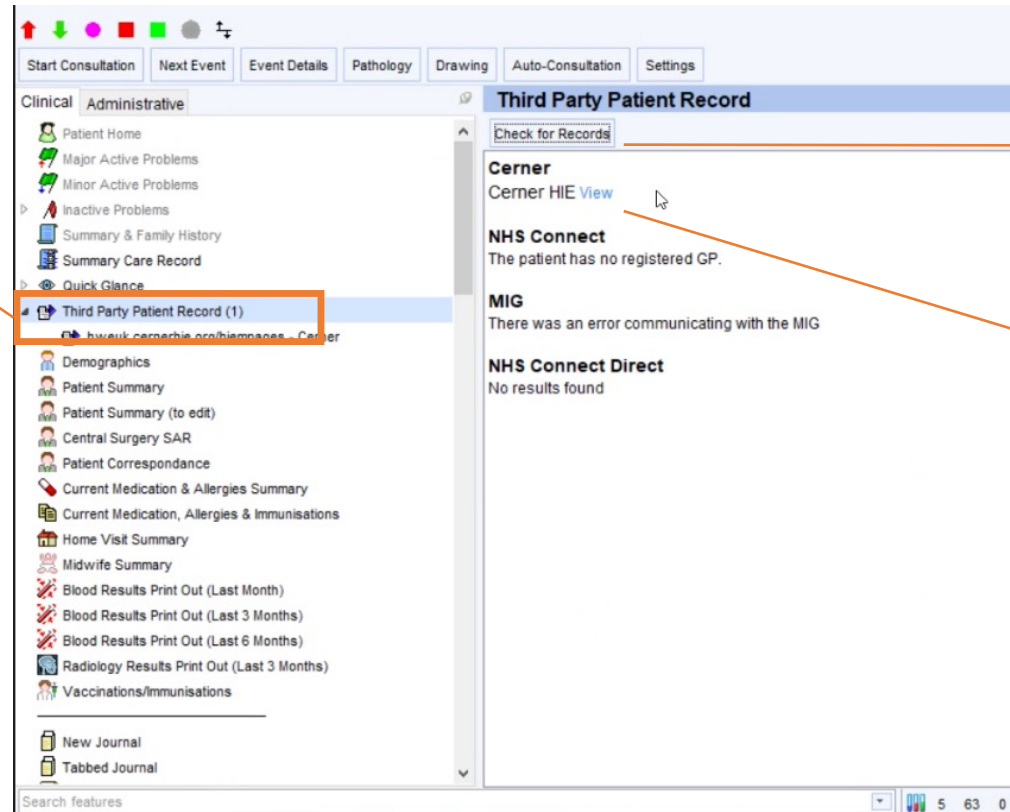 Start Consultation Next Event Event Details Pathology Drawing Auto-Consultation Settings
Clinical Administrative
Patient Home
Major Active Problems
Minor Active Problems
Inactive Problems
Summary & Family History
Summary Care Record
Quick Glance
Third Party Patient Record (1)
hweuk.cernerhie.org/hiempages - Cerner
Demographics
Patient Summary
Patient Summary (to edit)
Central Surgery SAR
Patient Correspondance
Current Medication & Allergies Summary
Current Medication, Allergies & Immunisations
Home Visit Summary
Midwife Summary
Blood Results Print Out (Last Month)
Blood Results Print Out (Last 3 Months)
Blood Results Print Out (Last 6 Months)
Radiology Results Print Out (Last 3 Months)
Vaccinations/Immunisations
New Journal
Tabbed Journal
Search features
Third Party Patient Record
Check for Records
Cerner
Cerner HIE View
NHS Connect
The patient has no registered GP.
MIG
There was an error communicating with the MIG
NHS Connect Direct
No results found
5 63 0